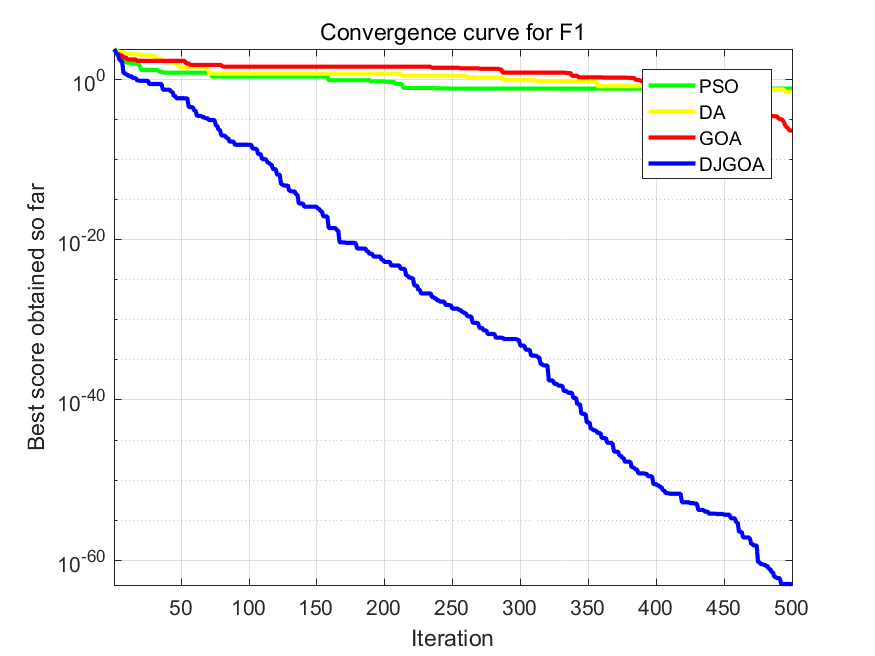 Convergence curve for F1
Best score obtained so far
10^0
10^-20
10^-40
10^-60
PSO
DA
GOA
DJGOA
50 100 150 200 250 300 350 400 450 500
Iteration